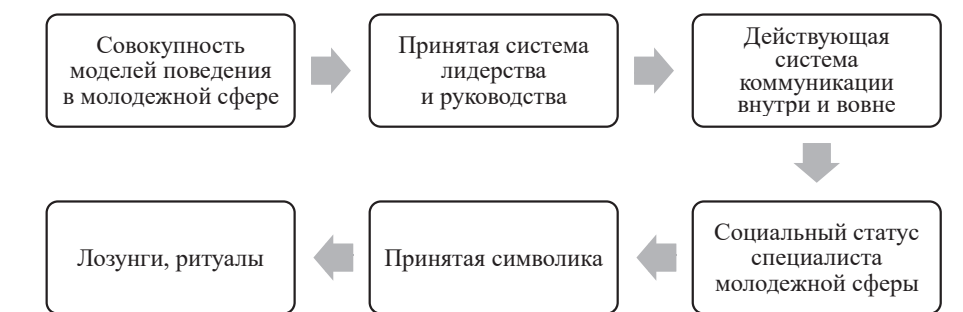 Совокупность
моделей поведения
в молодежной сфере
Принятая система
лидерства
и руководства
Действующая
система
коммуникации
внутри и вовне
Социальный статус
специалиста
молодежной сферы
Принятая символика
Лозунги, ритуалы